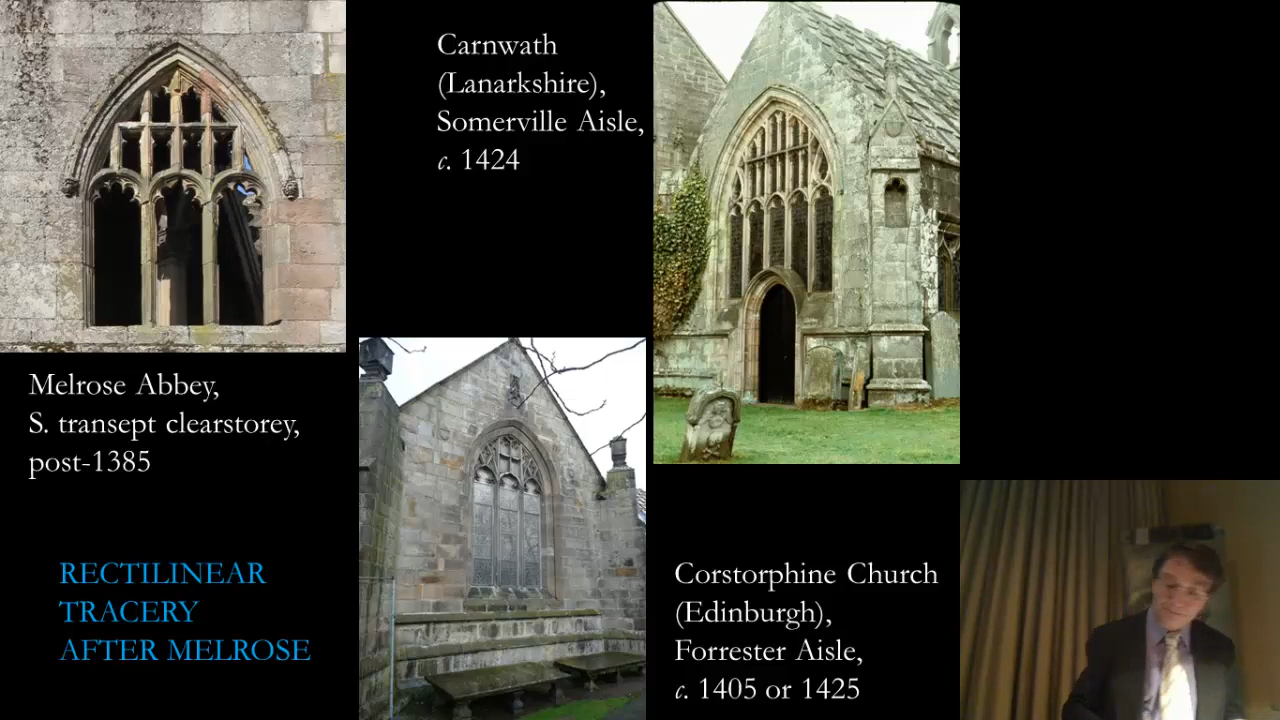 Carnwath
(Lanarkshire),
Somerville Aisle,
c. 1424
Melrose Abbey,
S. transept clearstorey,
post-1385
RECTILINEAR
TRACERY
AFTER MELROSE
Corstorphine Church
(Edinburgh),
Forrester Aisle,
c. 1405 or 1425